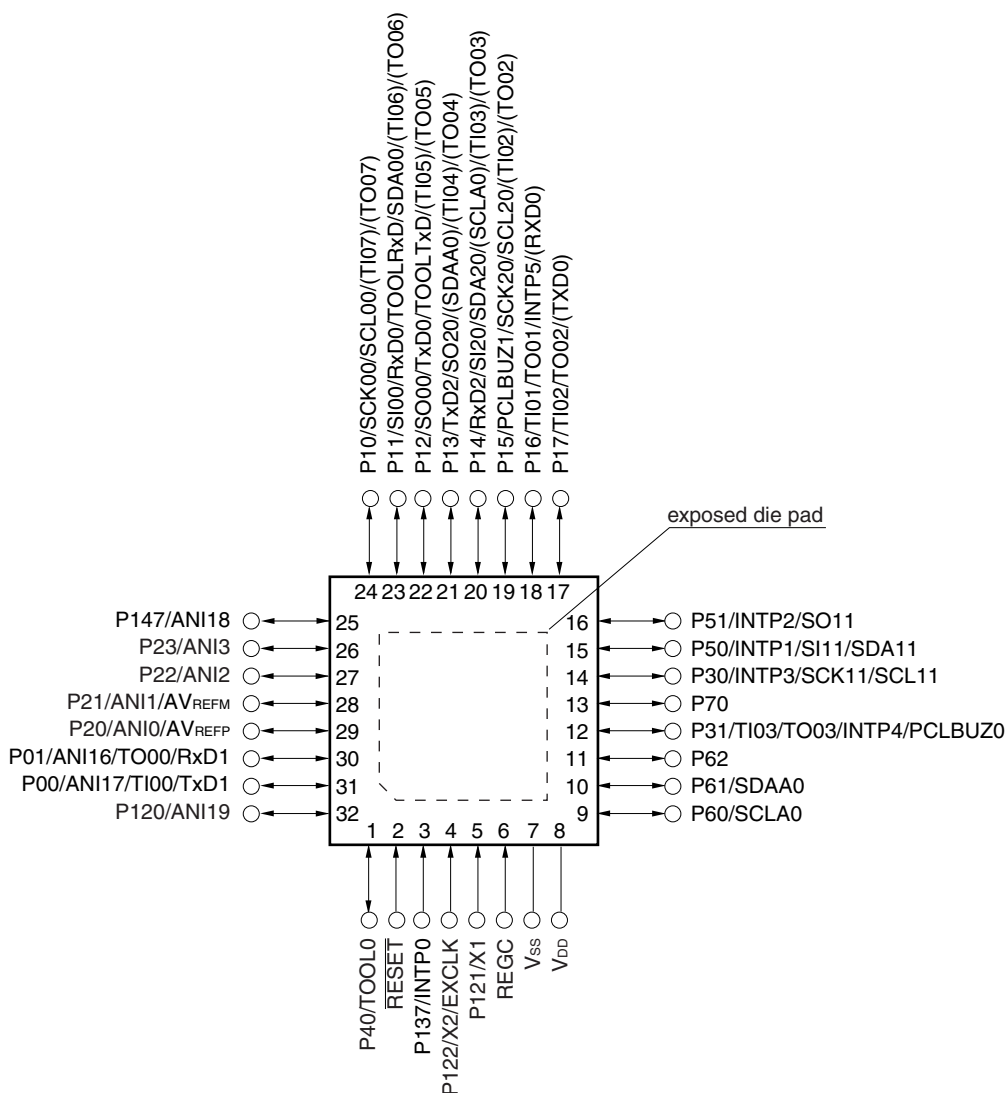 P10/SCK00/SCL00/(TI07)/(TO07)
P11/SI00/RxD0/TOOLRxD/SDA00/(TI06)/(TO06)
P12/SO00/TxD0/TOOLTxD/(TI05)/(TO05)
P13/TxD2/SO20/(SDAA0)/(TI04)/(TO04)
P14/RxD2/SI20/SDA20/(SCLA0)/(TI03)/(TO03)
P15/PCLBUZ1/SCK20/SCL20/(TI02)/(TO02)
P16/TI01/TO01/INTP5/(RXD0)
P17/TI02/TO02/(TXD0)
exposed die pad
24 23 22 21 20 19 18 17
P147/ANI18 25
P23/ANI3 26
P22/ANI2 27
P21/ANI1/AVREFM 28
P20/ANI0/AVREFP 29
P01/ANI16/TO00/RxD1 30
P00/ANI17/TI00/TxD1 31
P120/ANI19 32
16 P51/INTP2/SO11
15 P50/INTP1/SI11/SDA11
14 P30/INTP3/SCK11/SCL11
13 P70
12 P31/TI03/TO03/INTP4/PCLBUZ0
11 P62
10 P61/SDAA0
9 P60/SCLA0
1 2 3 4 5 6 7 8
P40/TOOL0
RESET
P137/INTP0
P122/X2/EXCLK
P121/X1
REGC
VSS
VDD